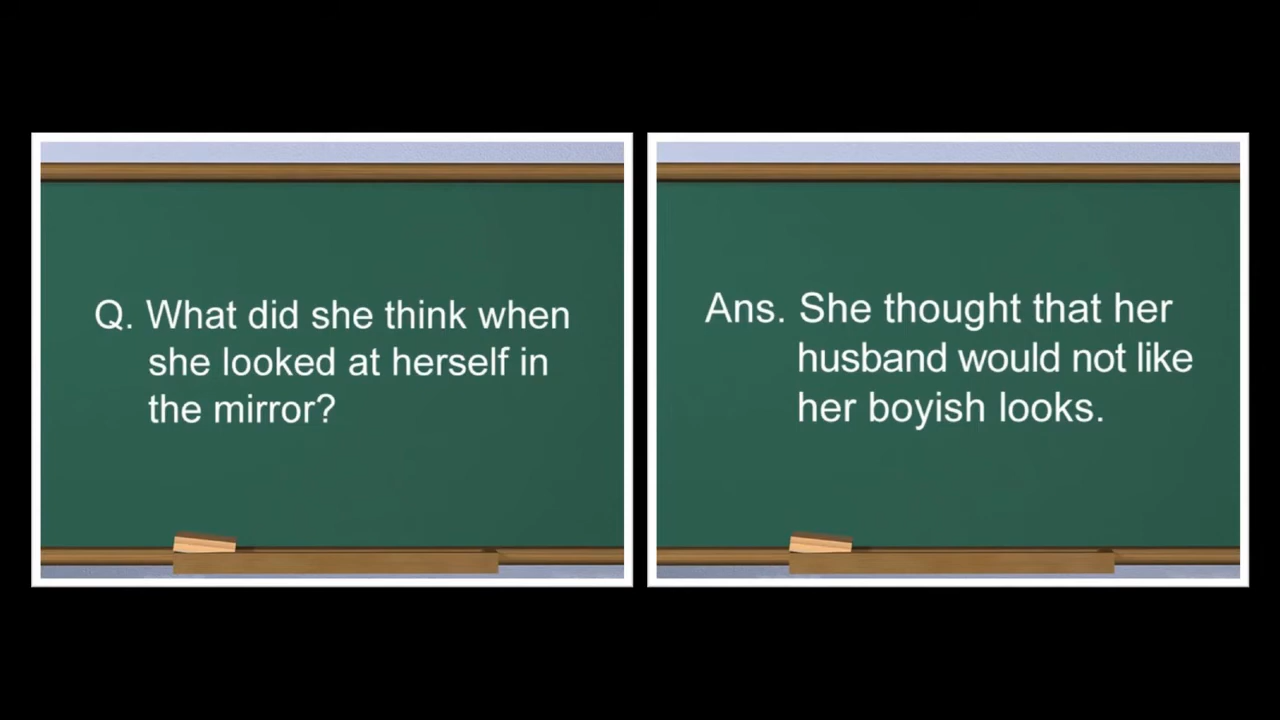 Q. What did she think when
she looked at herself in
the mirror?
Ans. She thought that her
husband would not like
her boyish looks.